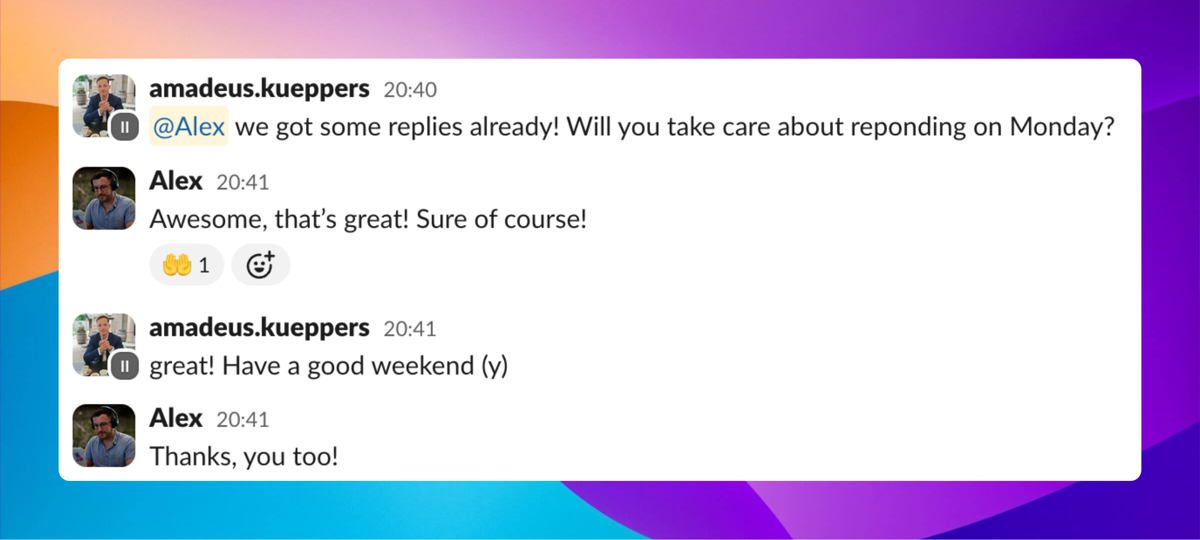 amadeus.kueppers 20:40
@Alex we got some replies already! Will you take care about reponding on Monday?
Alex 20:41
Awesome, that’s great! Sure of course!
🤲 1
amadeus.kueppers 20:41
great! Have a good weekend (y)
Alex 20:41
Thanks, you too!